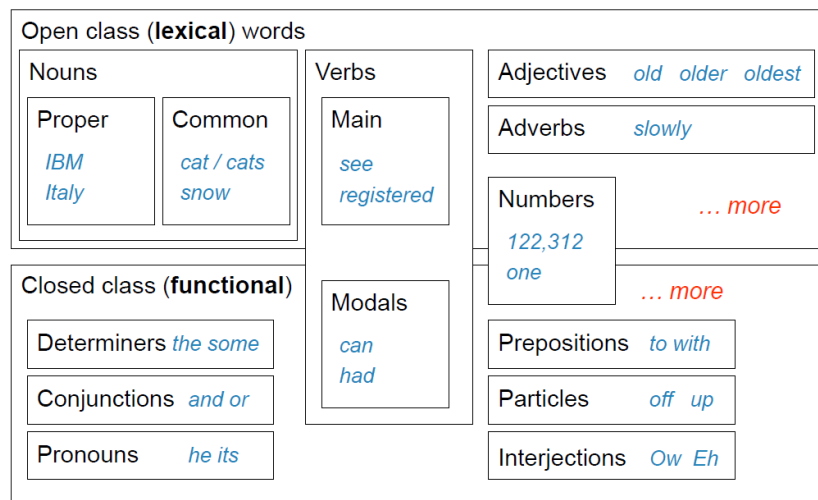 Open class (lexical) words
Nouns
Proper
IBM
Italy
Common
cat / cats
snow
Verbs
Main
see
registered
Adjectives old older oldest
Adverbs slowly
Numbers
122,312
one
… more
Closed class (functional)
Determiners the some
Conjunctions and or
Pronouns he its
Modals
can
had
… more
Prepositions to with
Particles off up
Interjections Ow Eh